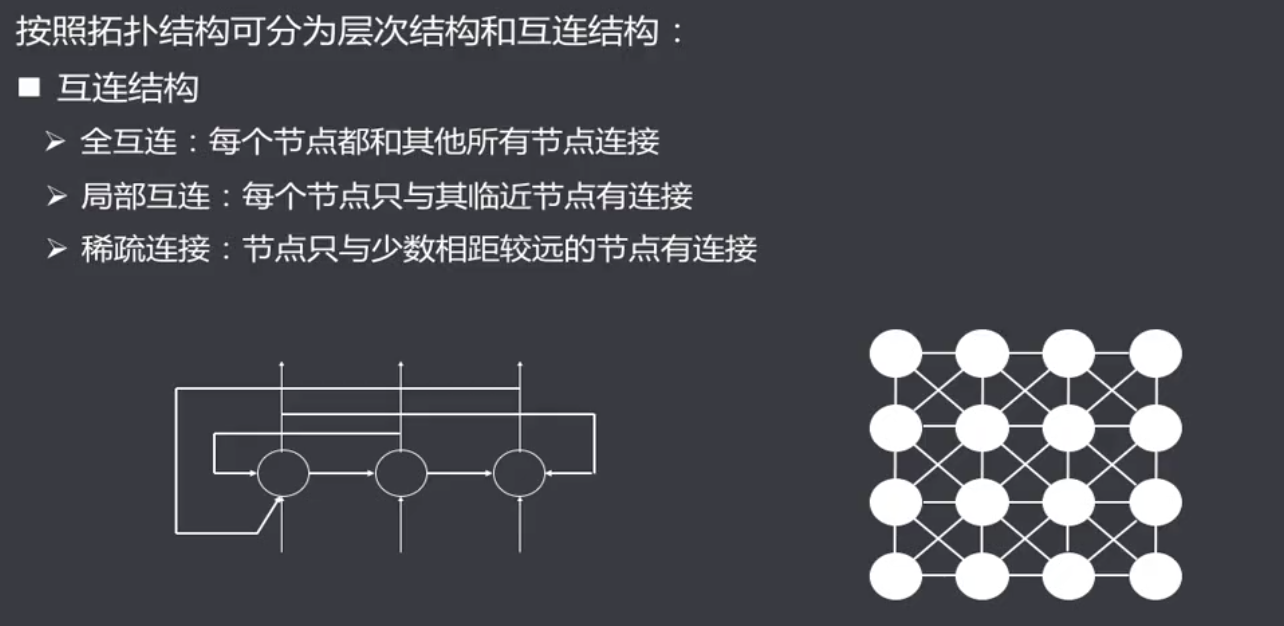 按照拓扑结构可分为层次结构和互连结构：
■ 互连结构
➢ 全互连：每个节点都和其他所有节点连接
➢ 局部互连：每个节点只与其临近节点有连接
➢ 稀疏连接：节点只与少数相距较远的节点有连接